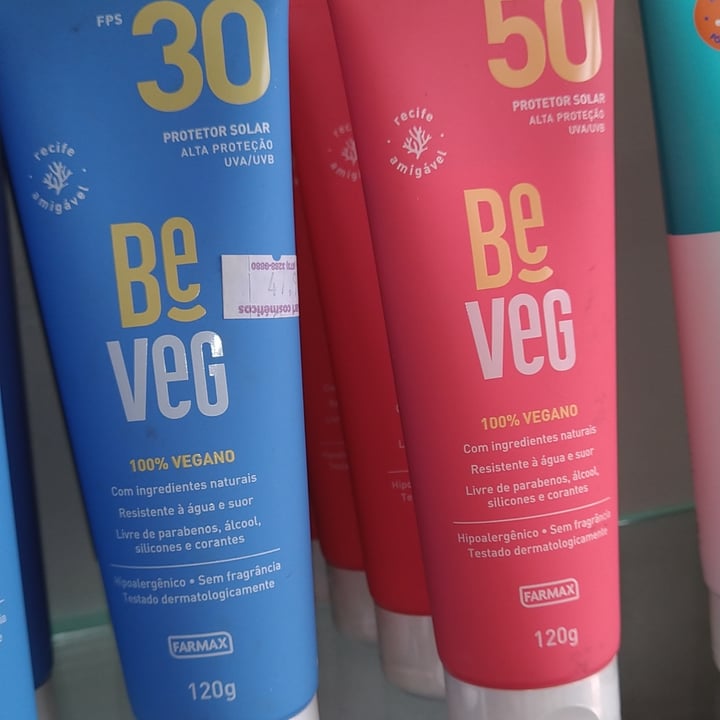 FPS 30
PROTETOR SOLAR
ALTA PROTEÇÃO
UVA/UVB
recife
amigável
Be
VeG
100% VEGANO
Com ingredientes naturais
Resistente à água e suor
Livre de parabenos, álcool,
silicones e corantes
Hipoalergênico • Sem fragrância
Testado dermatologicamente
FARMAX
120g
cosméticos
50
PROTETOR SOLAR
ALTA PROTEÇÃO
UVA/UVB
recife
amigável
Be
VeG
100% VEGANO
Com ingredientes naturais
Resistente à água e suor
Livre de parabenos, álcool,
silicones e corantes
Hipoalergênico • Sem fragrância
Testado dermatologicamente
FARMAX
120g